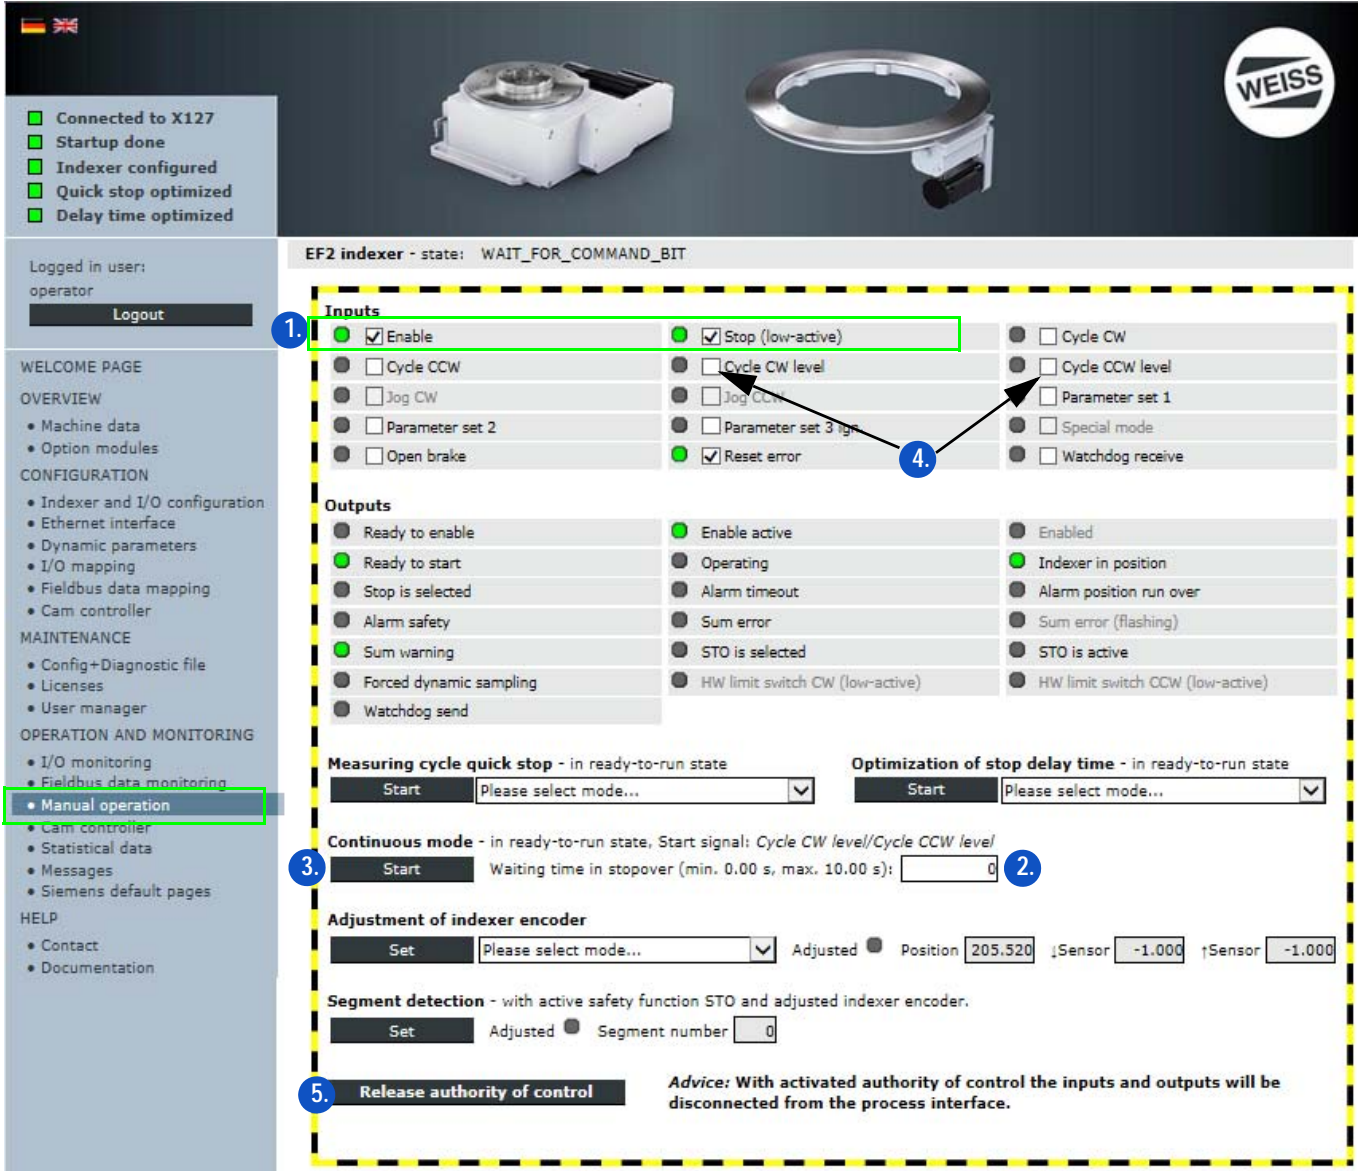 WEISS
Connected to X127
Startup done
Indexer configured
Quick stop optimized
Delay time optimized
Logged in user:
operator
Logout
WELCOME PAGE
OVERVIEW
• Machine data
• Option modules
CONFIGURATION
• Indexer and I/O configuration
• Ethernet interface
• Dynamic parameters
• I/O mapping
• Fieldbus data mapping
• Cam controller
MAINTENANCE
• Config+Diagnostic file
• Licenses
• User manager
OPERATION AND MONITORING
• I/O monitoring
• Fieldbus data monitoring
• Manual operation
• Cam controller
• Statistical data
• Messages
• Siemens default pages
HELP
• Contact
• Documentation
EF2 indexer - state: WAIT_FOR_COMMAND_BIT
Inputs
1. Enable Stop (low-active) Cycle CW
Cycle CCW Cycle CW level Cycle CCW level
Jog CW Jog CCW Parameter set 1
Parameter set 2 Parameter set 3 ign. Special mode
Open brake Reset error 4. Watchdog receive
Outputs
Ready to enable Enable active Enabled
Ready to start Operating Indexer in position
Stop is selected Alarm timeout Alarm position run over
Alarm safety Sum error Sum error (flashing)
Sum warning STO is selected STO is active
Forced dynamic sampling HW limit switch CW (low-active) HW limit switch CCW (low-active)
Watchdog send
Measuring cycle quick stop - in ready-to-run state Optimization of stop delay time - in ready-to-run state
Start Please select mode... Start Please select mode...
Continuous mode - in ready-to-run state, Start signal: Cycle CW level/Cycle CCW level
3. Start Waiting time in stopover (min. 0.00 s, max. 10.00 s): 0 2.
Adjustment of indexer encoder
Set Please select mode... Adjusted Position 205.520 ↓Sensor -1.000 ↑Sensor -1.000
Segment detection - with active safety function STO and adjusted indexer encoder.
Set Adjusted Segment number 0
5. Release authority of control Advice: With activated authority of control the inputs and outputs will be
disconnected from the process interface.